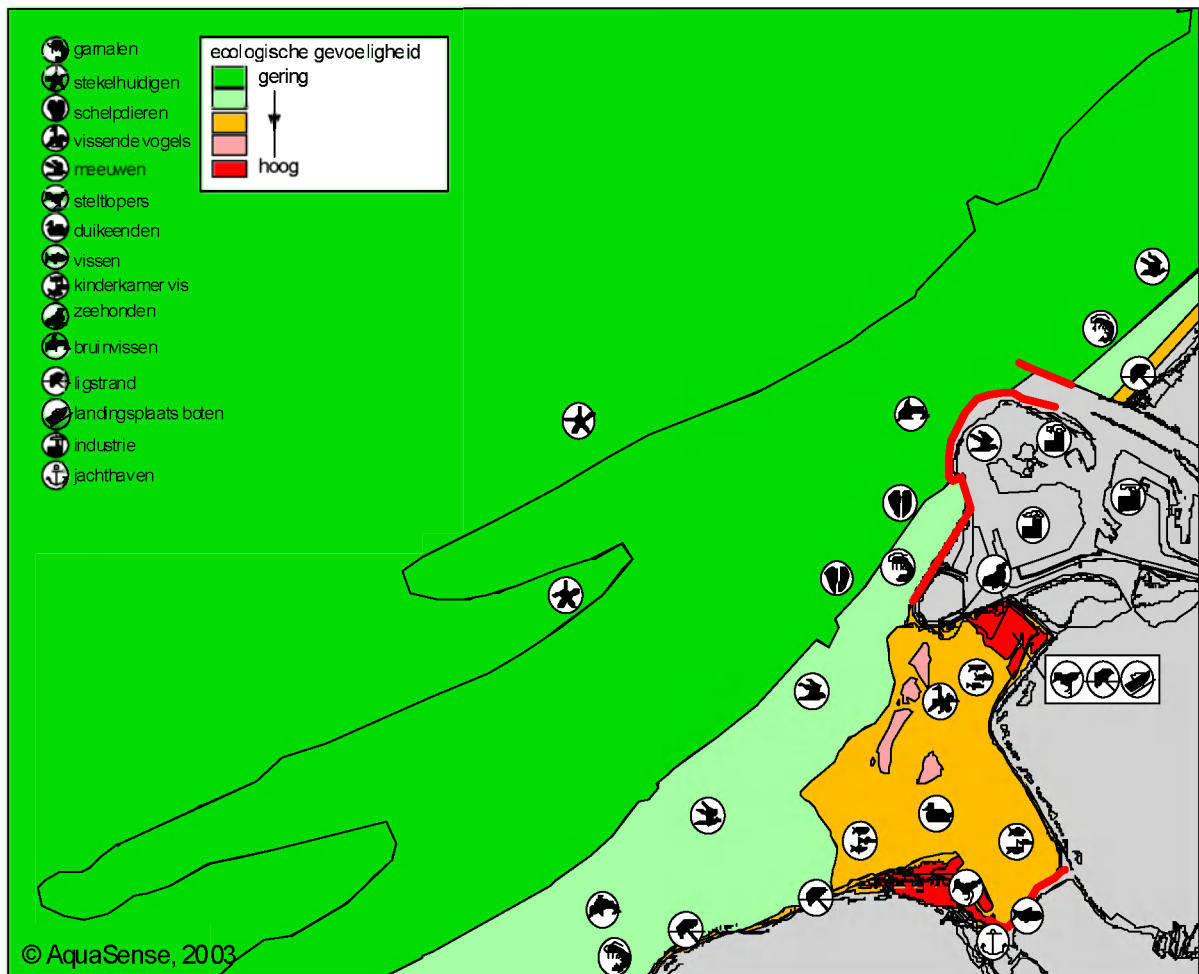 garnalen
stekelhuidigen
schelpdieren
vissende vogels
meeuwen
steltlopers
duikeenden
vissen
kinderkamer vis
zeehonden
bruinvissen
ligstrand
landingsplaats boten
industrie
jachthaven
ecologische gevoeligheid
gering
hoog
© AquaSense, 2003